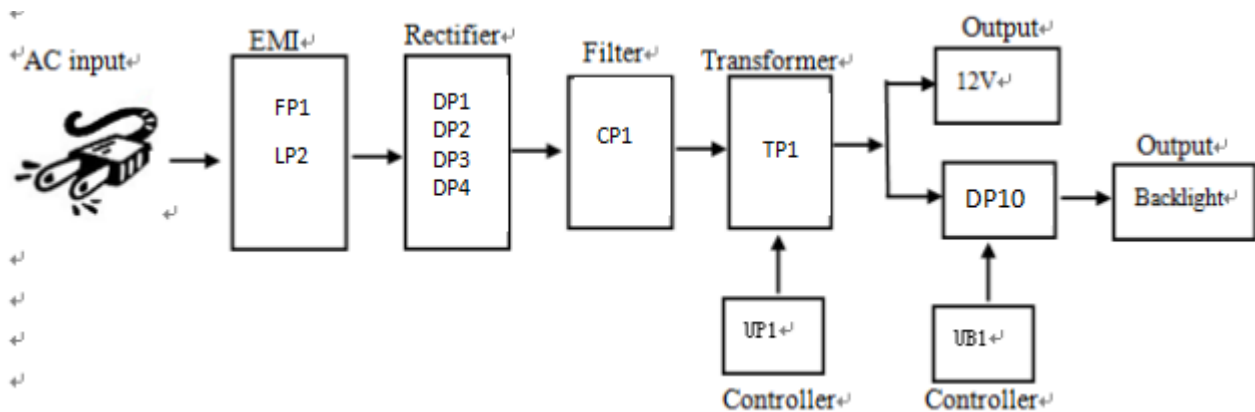 AC input
EMI
FP1
LP2
Rectifier
DP1
DP2
DP3
DP4
Filter
CP1
Transformer
TP1
UP1
Controller
Output
12V
DP10
UB1
Controller
Output
Backlight